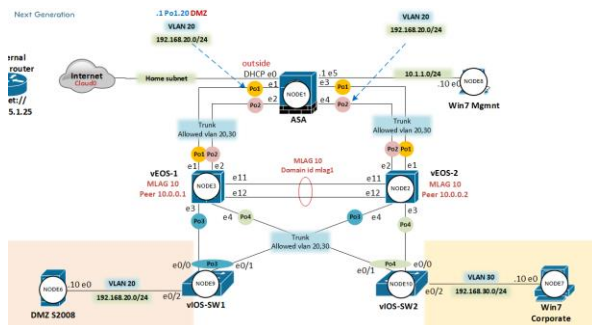 Next Generation
.1 Po1.20 DMZ
VLAN 20
192.168.20.0/24
VLAN 20
192.168.20.0/24
ernal
router
et://
5.1.25
Internet
Cloud0
Home subnet
outside
DHCP e0
e1
Po1
e2
Po2
NODE1
ASA
.1 e5
e3
Po1
e4
Po2
10.1.1.0/24
.10 e0
NODE8
Win7 Mgmnt
Trunk
Allowed vlan 20,30
Trunk
Allowed vlan 20,30
Po1
Po2
e1
e2
Po2
Po1
e2
e1
vEOS-1
MLAG 10
Peer 10.0.0.1
NODE3
e11
e12
MLAG 10
Domain id mlag1
e11
e12
NODE2
vEOS-2
MLAG 10
Peer 10.0.0.2
e3
Po3
e4
Po4
Po3
e4
e3
Po4
Trunk
Allowed vlan 20,30
e0/0
Po3
e0/1
NODE9
vIOS-SW1
e0/2
Po4
e0/0
e0/1
NODE10
vIOS-SW2
e0/2
NODE6
DMZ S2008
.10 e0
VLAN 20
192.168.20.0/24
VLAN 30
192.168.30.0/24
.10 e0
NODE7
Win7
Corporate